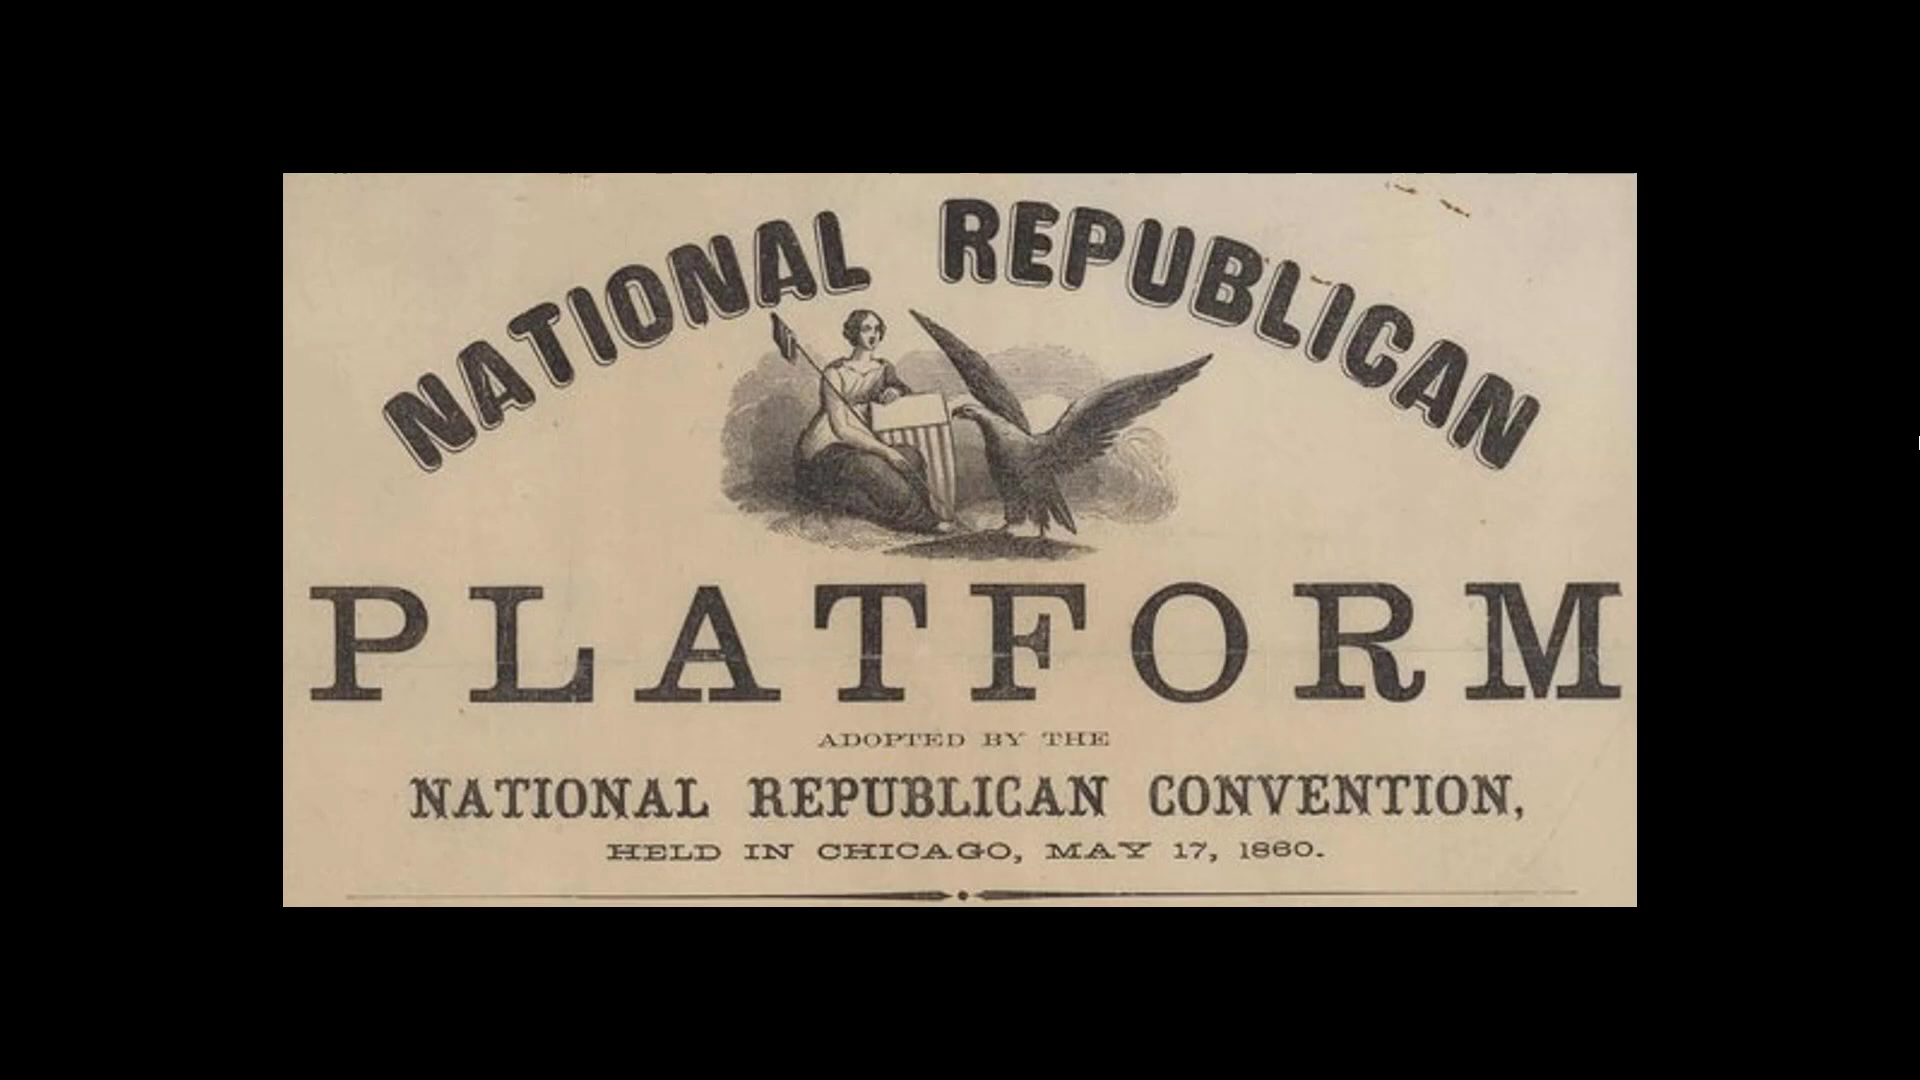 NATIONAL REPUBLICAN
PLATFORM
ADOPTED BY THE
NATIONAL REPUBLICAN CONVENTION,
HELD IN CHICAGO, MAY 17, 1860.